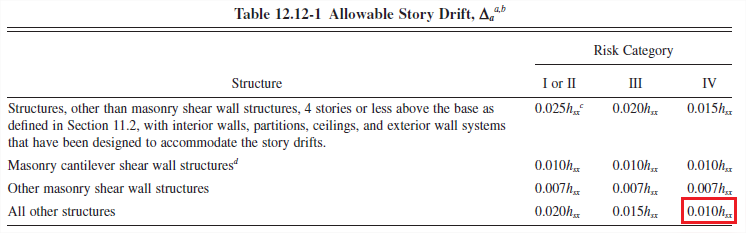 Table 12.12-1 Allowable Story Drift, Δₐᵃ,ᵇ
Risk Category
Structure I or II III IV
Structures, other than masonry shear wall structures, 4 stories or less above the base as 0.025hₛₓᶜ 0.020hₛₓ 0.015hₛₓ
defined in Section 11.2, with interior walls, partitions, ceilings, and exterior wall systems
that have been designed to accommodate the story drifts.
Masonry cantilever shear wall structuresᵈ 0.010hₛₓ 0.010hₛₓ 0.010hₛₓ
Other masonry shear wall structures 0.007hₛₓ 0.007hₛₓ 0.007hₛₓ
All other structures 0.020hₛₓ 0.015hₛₓ 0.010hₛₓ